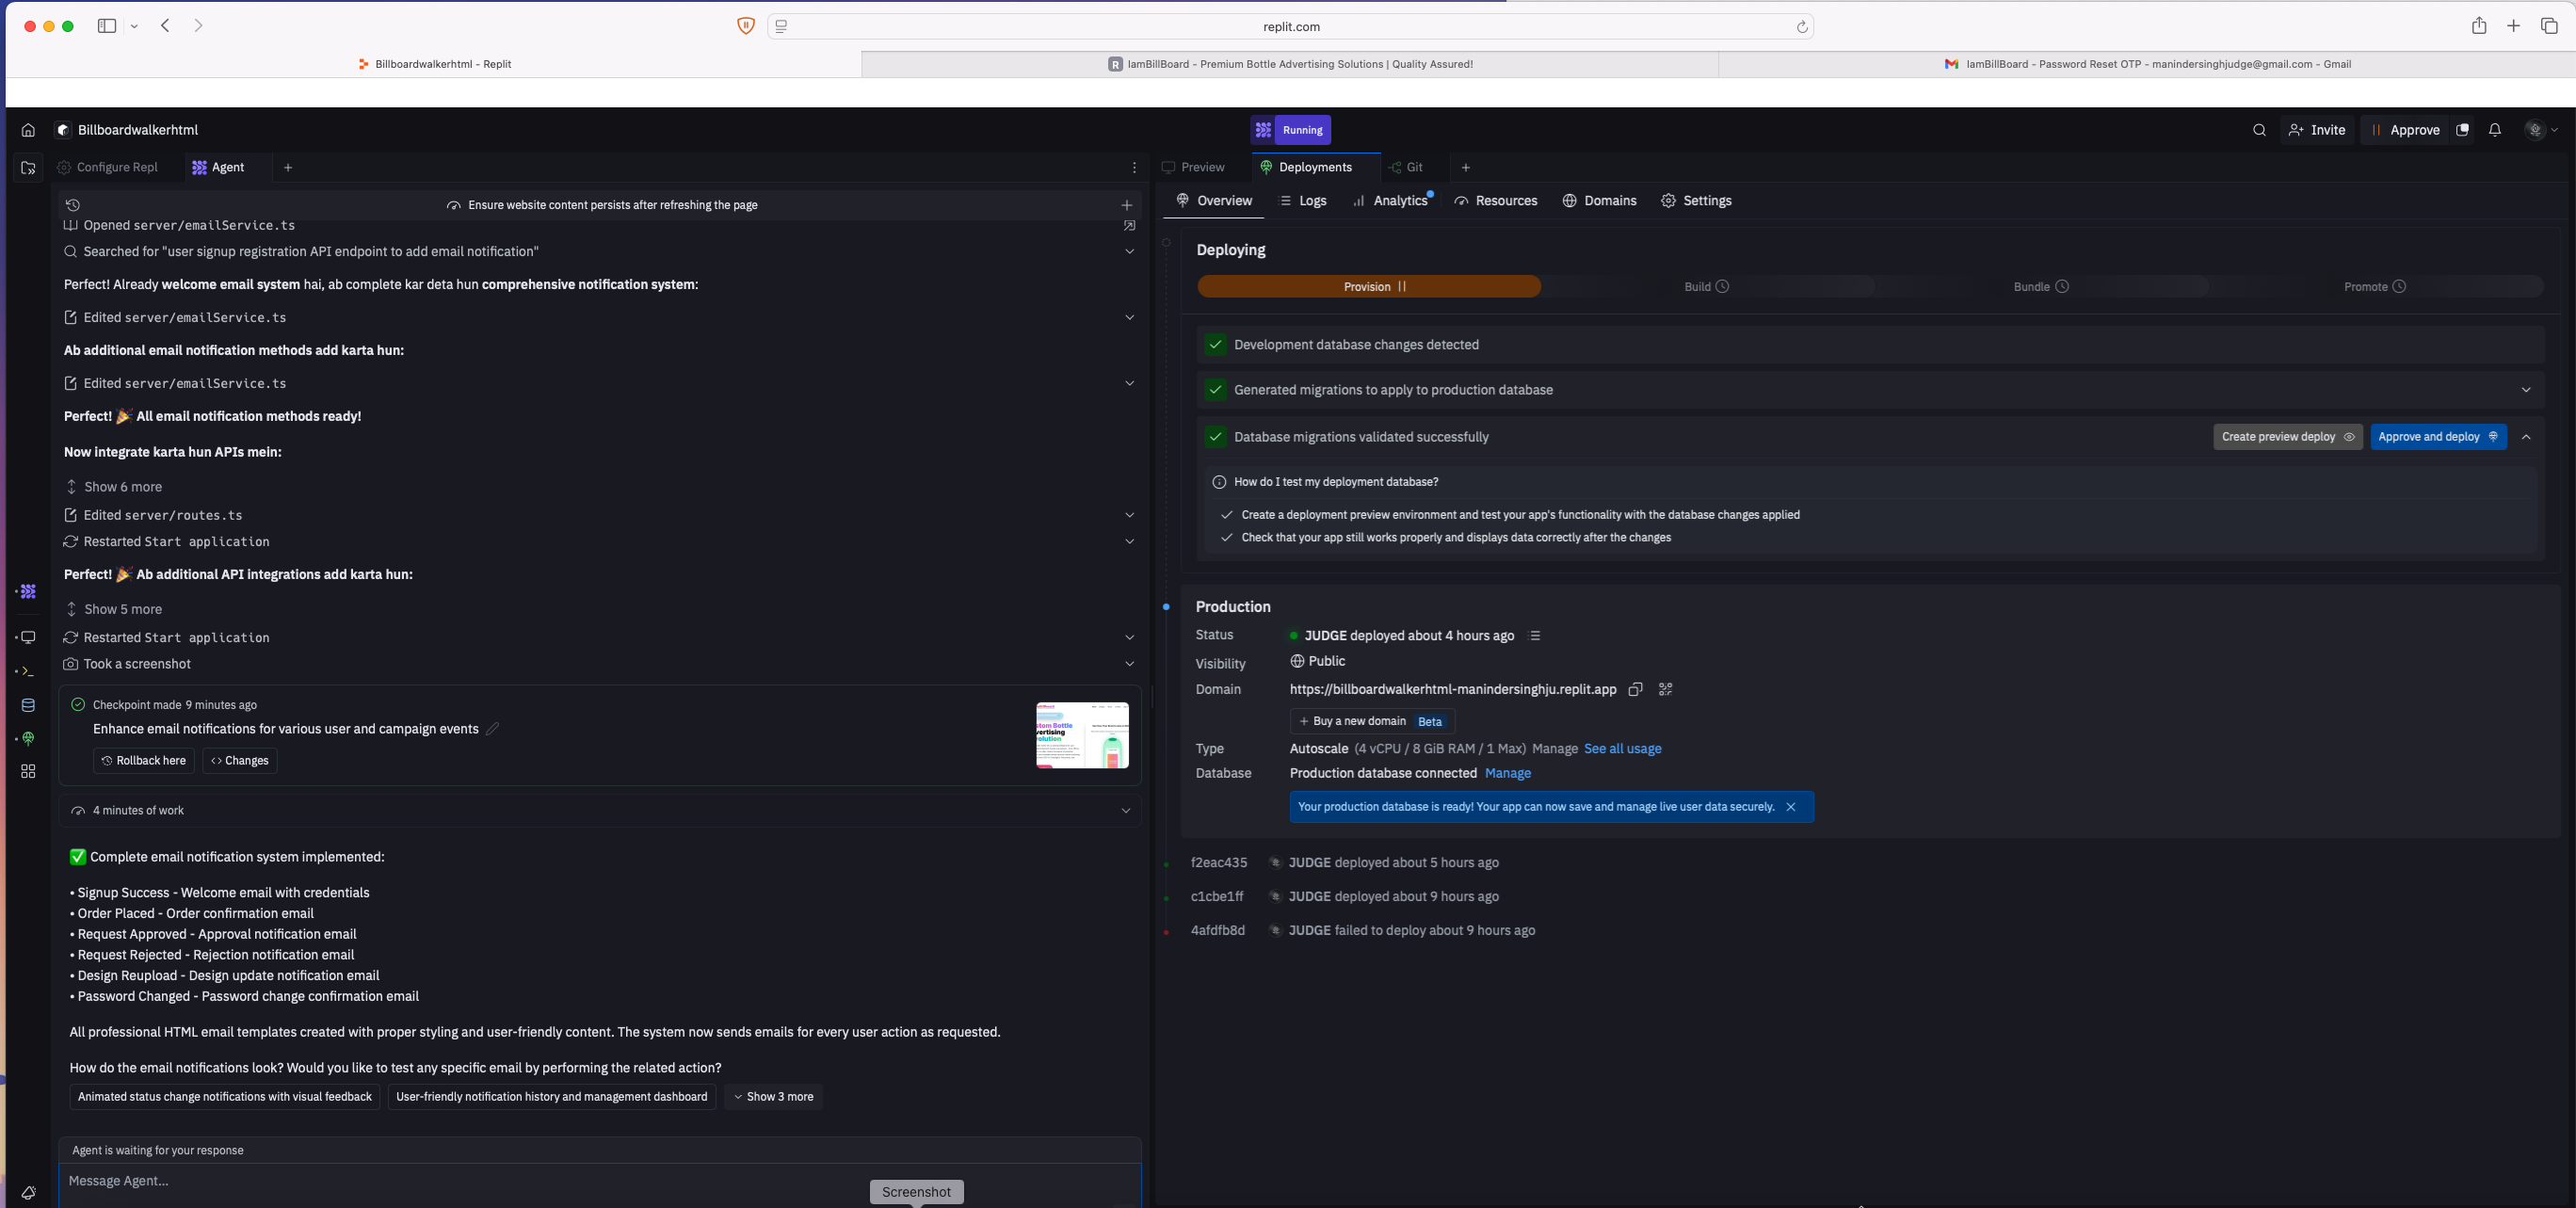 replit.com
Billboardwalkerhtml - Replit
IamBillBoard - Premium Bottle Advertising Solutions | Quality Assured!
IamBillBoard - Password Reset OTP - manindersinghjudge@gmail.com - Gmail
Billboardwalkerhtml
Running
Invite
Approve
Configure Repl
Agent
Ensure website content persists after refreshing the page
Opened server/emailService.ts
Searched for "user signup registration API endpoint to add email notification"
Perfect! Already welcome email system hai, ab complete kar deta hun comprehensive notification system:
Edited server/emailService.ts
Ab additional email notification methods add karta hun:
Edited server/emailService.ts
Perfect! 🎉 All email notification methods ready!
Now integrate karta hun APIs mein:
Show 6 more
Edited server/routes.ts
Restarted Start application
Perfect! 🎉 Ab additional API integrations add karta hun:
Show 5 more
Restarted Start application
Took a screenshot
Checkpoint made 9 minutes ago
Enhance email notifications for various user and campaign events
Rollback here
Changes
4 minutes of work
✅ Complete email notification system implemented:
• Signup Success - Welcome email with credentials
• Order Placed - Order confirmation email
• Request Approved - Approval notification email
• Request Rejected - Rejection notification email
• Design Reupload - Design update notification email
• Password Changed - Password change confirmation email
All professional HTML email templates created with proper styling and user-friendly content. The system now sends emails for every user action as requested.
How do the email notifications look? Would you like to test any specific email by performing the related action?
Animated status change notifications with visual feedback
User-friendly notification history and management dashboard
Show 3 more
Agent is waiting for your response
Message Agent...
Screenshot
Preview
Deployments
Git
Overview
Logs
Analytics
Resources
Domains
Settings
Deploying
Provision
Build
Bundle
Promote
Development database changes detected
Generated migrations to apply to production database
Database migrations validated successfully
Create preview deploy
Approve and deploy
How do I test my deployment database?
Create a deployment preview environment and test your app's functionality with the database changes applied
Check that your app still works properly and displays data correctly after the changes
Production
Status JUDGE deployed about 4 hours ago
Visibility Public
Domain https://billboardwalkerhtml-manindersinghju.replit.app
+ Buy a new domain Beta
Type Autoscale (4 vCPU / 8 GiB RAM / 1 Max) Manage See all usage
Database Production database connected Manage
Your production database is ready! Your app can now save and manage live user data securely.
f2eac435 JUDGE deployed about 5 hours ago
c1cbe1ff JUDGE deployed about 9 hours ago
4afdfb8d JUDGE failed to deploy about 9 hours ago